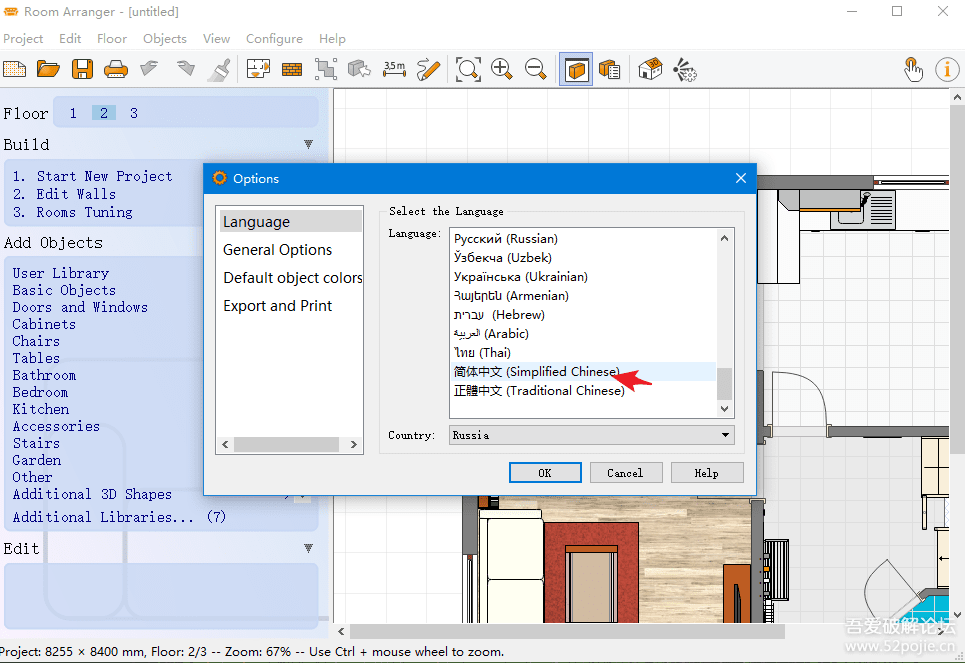 Room Arranger - [untitled]
Project Edit Floor Objects View Configure Help
3,5m
Floor 1 2 3
Build
1. Start New Project
2. Edit Walls
3. Rooms Tuning
Add Objects
User Library
Basic Objects
Doors and Windows
Cabinets
Chairs
Tables
Bathroom
Bedroom
Kitchen
Accessories
Stairs
Garden
Other
Additional 3D Shapes
Additional Libraries... (7)
Edit
Options
Language
General Options
Default object colors
Export and Print
Select the Language
Language:
Русский (Russian)
Ўзбекча (Uzbek)
Українська (Ukrainian)
Հայերեն (Armenian)
עברית (Hebrew)
العربية (Arabic)
ไทย (Thai)
简体中文 (Simplified Chinese)
正體中文 (Traditional Chinese)
Country: Russia
OK Cancel Help
吾爱破解论坛
www.52pojie.cn
Project: 8255 × 8400 mm, Floor: 2/3 -- Zoom: 67% -- Use Ctrl + mouse wheel to zoom.